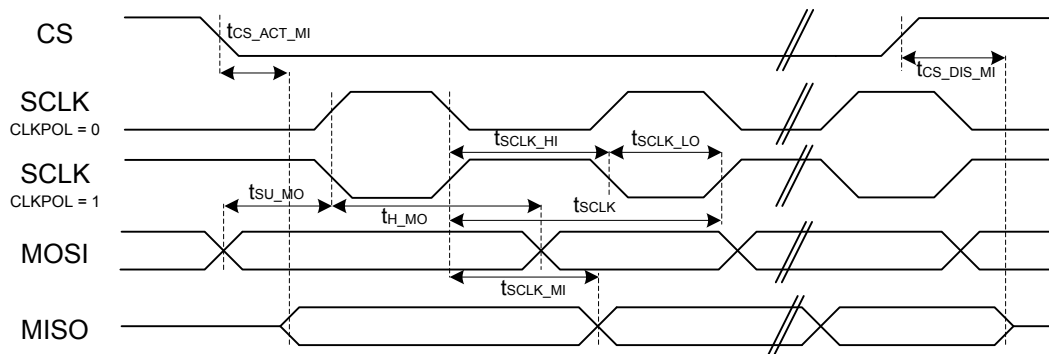 CS
tCS_ACT_MI
tCS_DIS_MI
SCLK
CLKPOL = 0
tSCLK_HI
tSCLK_LO
SCLK
CLKPOL = 1
tSU_MO
tH_MO
tSCLK
MOSI
tSCLK_MI
MISO